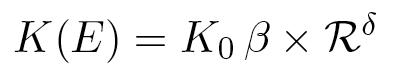 K(E) = K₀ β × ℛ^δ